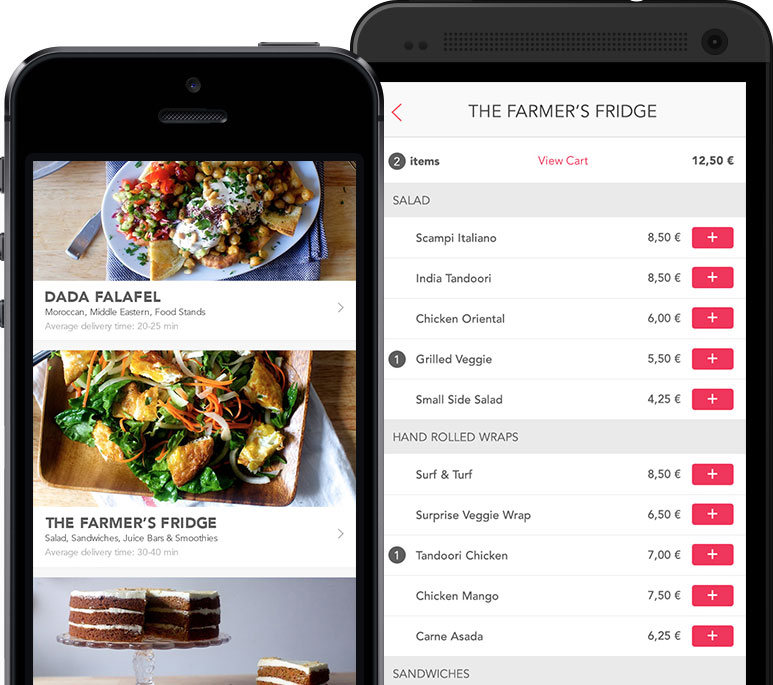 DADA FALAFEL
Moroccan, Middle Eastern, Food Stands
Average delivery time: 20-25 min
THE FARMER'S FRIDGE
Salad, Sandwiches, Juice Bars & Smoothies
Average delivery time: 30-40 min
THE FARMER'S FRIDGE
2 items View Cart 12,50 €
SALAD
Scampi Italiano 8,50 € +
India Tandoori 8,50 € +
Chicken Oriental 6,00 € +
1 Grilled Veggie 5,50 € +
Small Side Salad 4,25 € +
HAND ROLLED WRAPS
Surf & Turf 8,50 € +
Surprise Veggie Wrap 6,50 € +
1 Tandoori Chicken 7,00 € +
Chicken Mango 7,50 € +
Carne Asada 6,25 € +
SANDWICHES